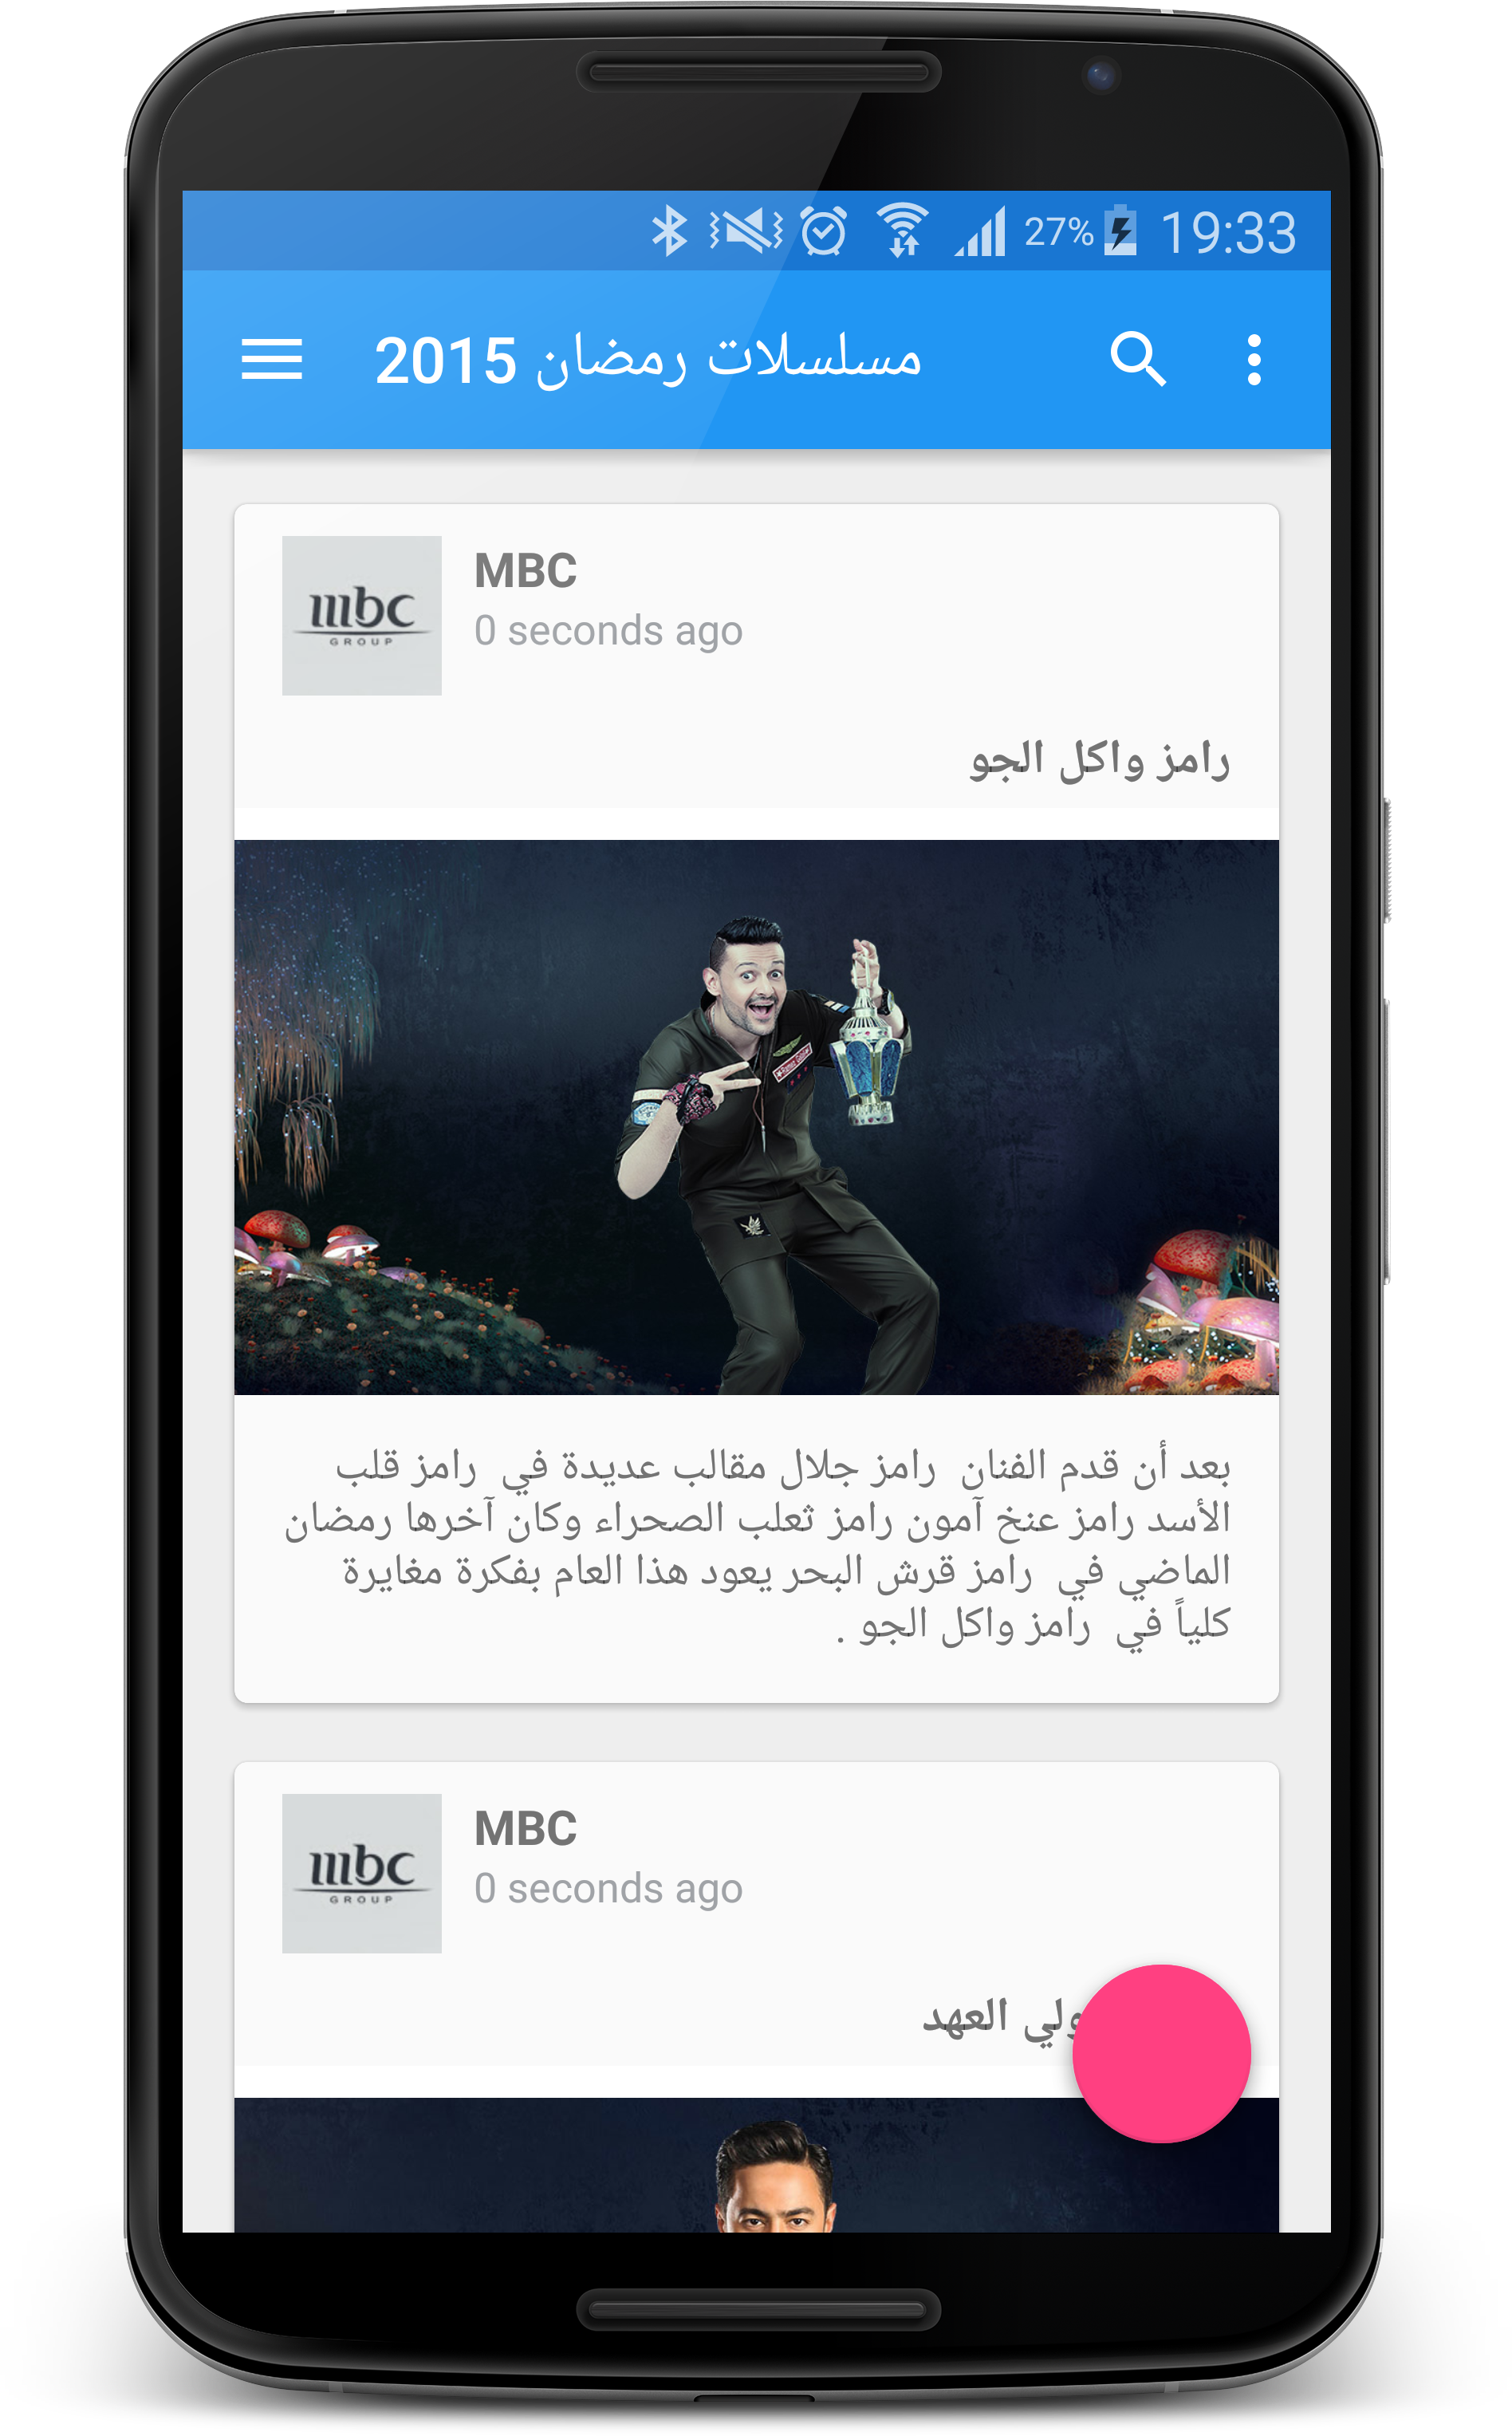 27% 19:33
مسلسلات رمضان 2015
mbc
GROUP
MBC
0 seconds ago
رامز واكل الجو
بعد أن قدم الفنان رامز جلال مقالب عديدة في رامز قلب
الأسد رامز عنخ آمون رامز ثعلب الصحراء وكان آخرها رمضان
الماضي في رامز قرش البحر يعود هذا العام بفكرة مغايرة
كلياً في رامز واكل الجو .
mbc
GROUP
MBC
0 seconds ago
ولي العهد